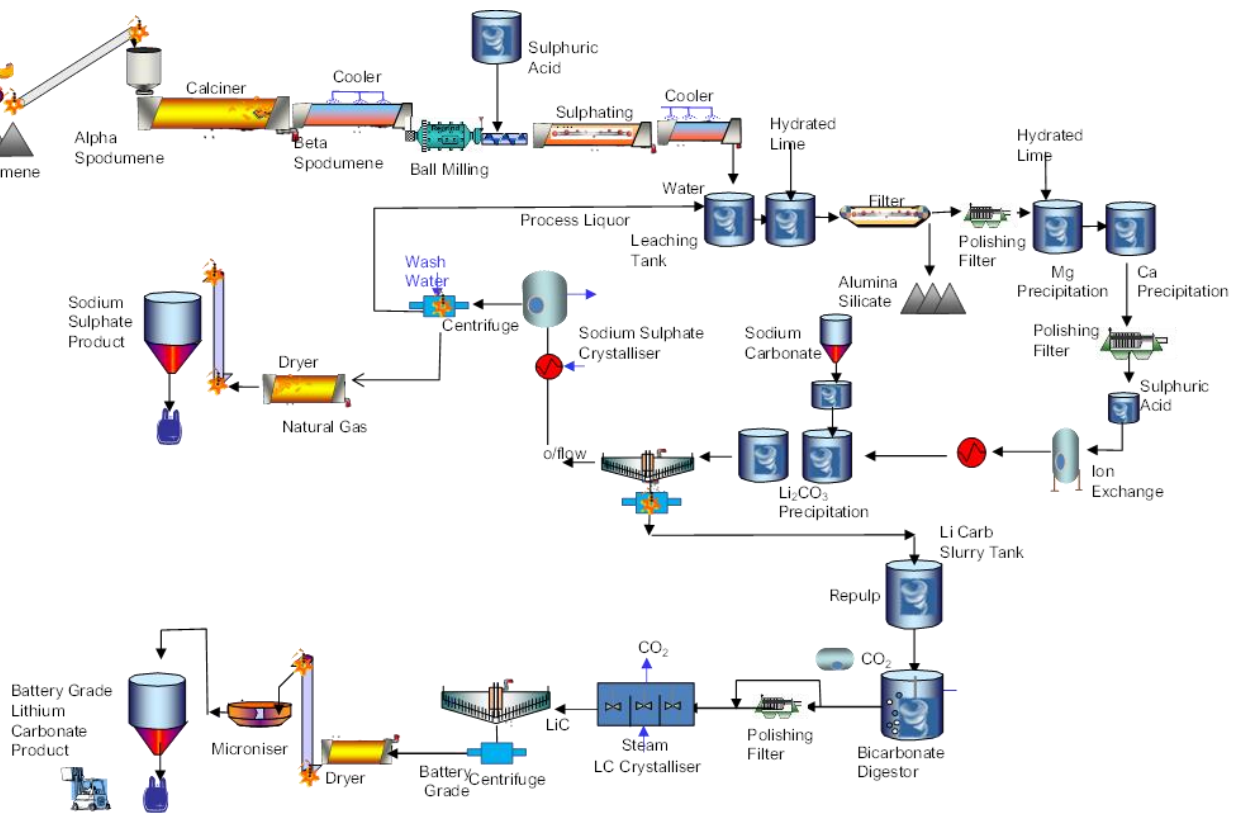 Sulphuric
Acid
Cooler
Calciner
Sulphating
Cooler
Alpha
Spodumene
Beta
Spodumene
Ball Milling
Hydrated
Lime
Hydrated
Lime
mene
Water
Process Liquor
Leaching
Tank
Filter
Polishing
Filter
Mg
Precipitation
Ca
Precipitation
Alumina
Silicate
Wash
Water
Centrifuge
Sodium
Sulphate
Product
Sodium Sulphate
Crystalliser
Sodium
Carbonate
Polishing
Filter
Dryer
Natural Gas
Sulphuric
Acid
o/flow
Li₂CO₃
Precipitation
Ion
Exchange
Li Carb
Slurry Tank
Repulp
CO₂
CO₂
Battery Grade
Lithium
Carbonate
Product
Micronizer
Dryer
Battery
Grade
Centrifuge
LiC
Steam
LC Crystalliser
Polishing
Filter
Bicarbonate
Digestor